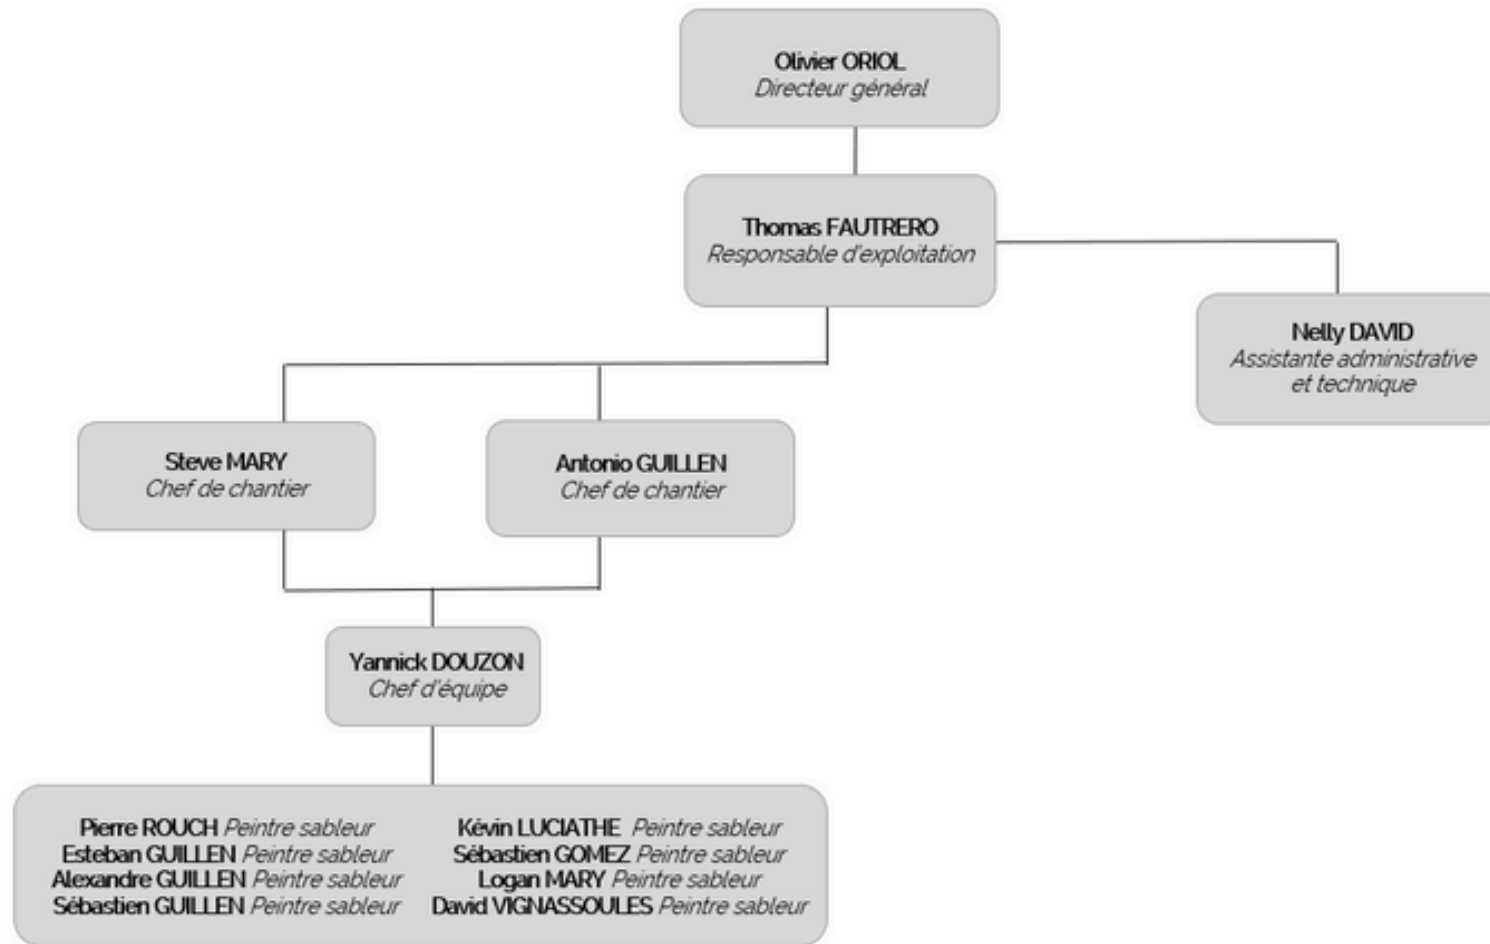 Olivier ORIOL
Directeur général
Thomas FAUTRERO
Responsable d'exploitation
Nelly DAVID
Assistante administrative
et technique
Steve MARY
Chef de chantier
Antonio GUILLEN
Chef de chantier
Yannick DOUZON
Chef d'équipe
Pierre ROUCH Peintre sableur
Esteban GUILLEN Peintre sableur
Alexandre GUILLEN Peintre sableur
Sébastien GUILLEN Peintre sableur
Kévin LUCIATHE Peintre sableur
Sébastien GOMEZ Peintre sableur
Logan MARY Peintre sableur
David VIGNASSOULES Peintre sableur